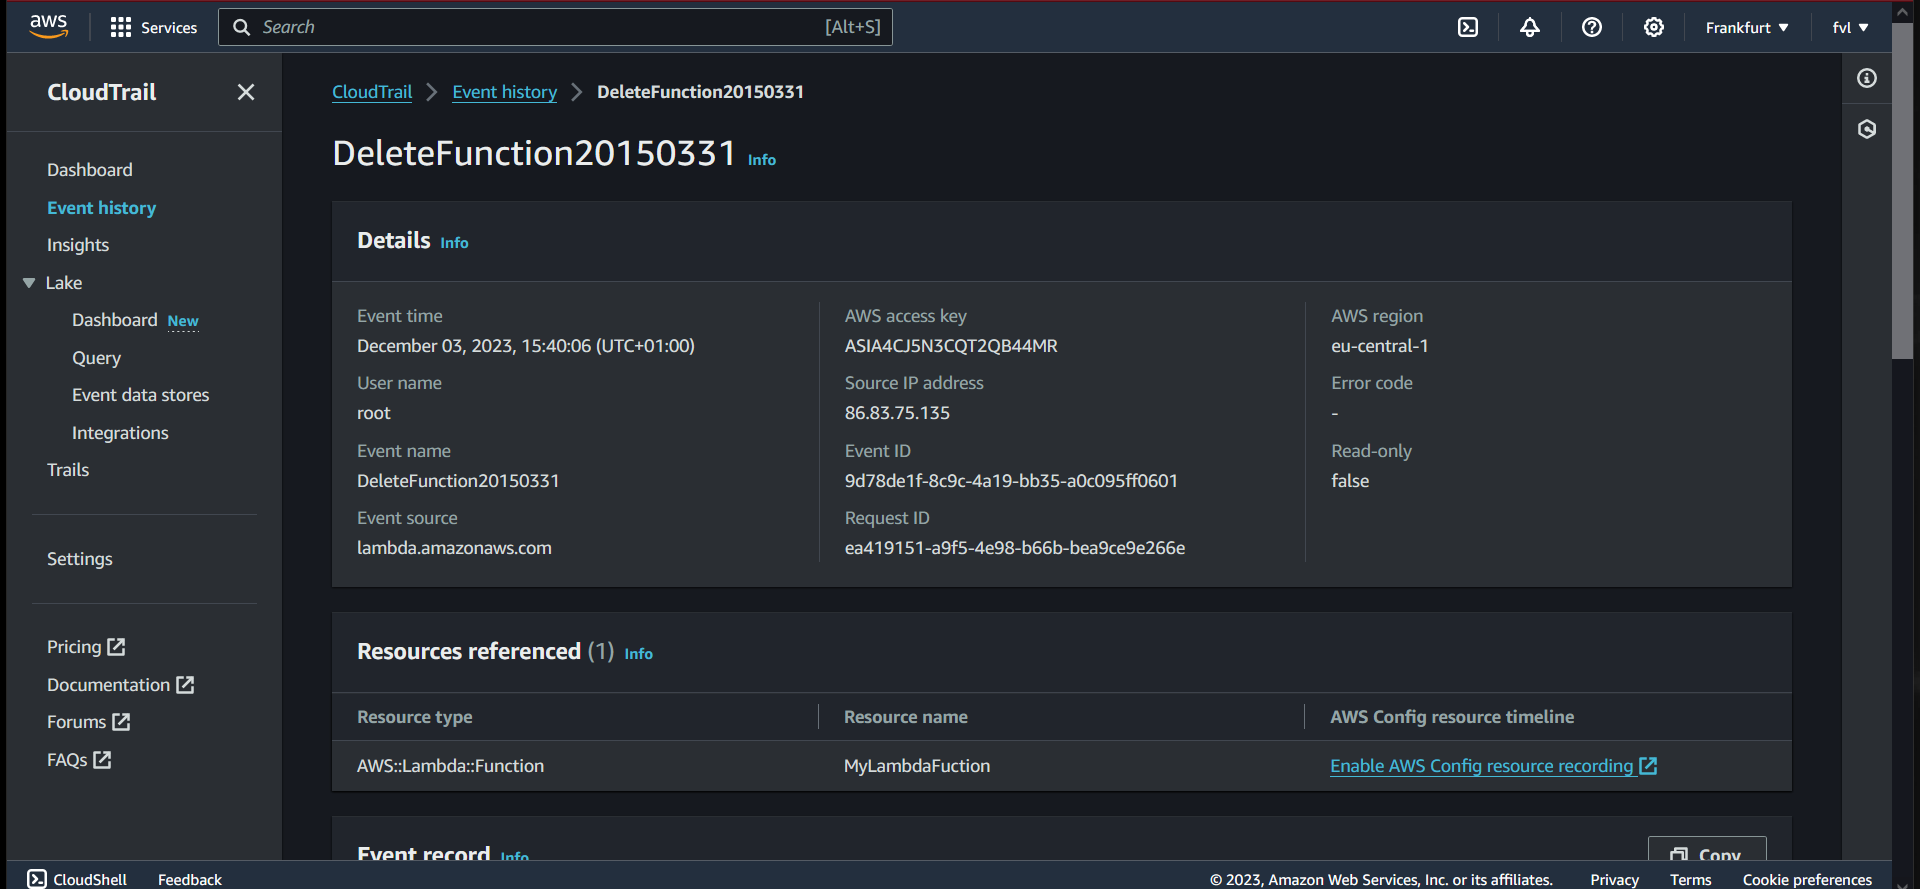 aws
Services
Search [Alt+S]
Frankfurt
fvl
CloudTrail
Dashboard
Event history
Insights
Lake
Dashboard New
Query
Event data stores
Integrations
Trails
Settings
Pricing
Documentation
Forums
FAQs
CloudTrail Event history DeleteFunction20150331
DeleteFunction20150331 Info
Details Info
Event time
December 03, 2023, 15:40:06 (UTC+01:00)
User name
root
Event name
DeleteFunction20150331
Event source
lambda.amazonaws.com
AWS access key
ASIA4CJ5N3CQT2QB44MR
Source IP address
86.83.75.135
Event ID
9d78de1f-8c9c-4a19-bb35-a0c095ff0601
Request ID
ea419151-a9f5-4e98-b66b-bea9ce9e266e
AWS region
eu-central-1
Error code
-
Read-only
false
Resources referenced (1) Info
Resource type Resource name AWS Config resource timeline
AWS::Lambda::Function MyLambdaFuction Enable AWS Config resource recording
Event record Info
Copy
CloudShell Feedback
© 2023, Amazon Web Services, Inc. or its affiliates. Privacy Terms Cookie preferences